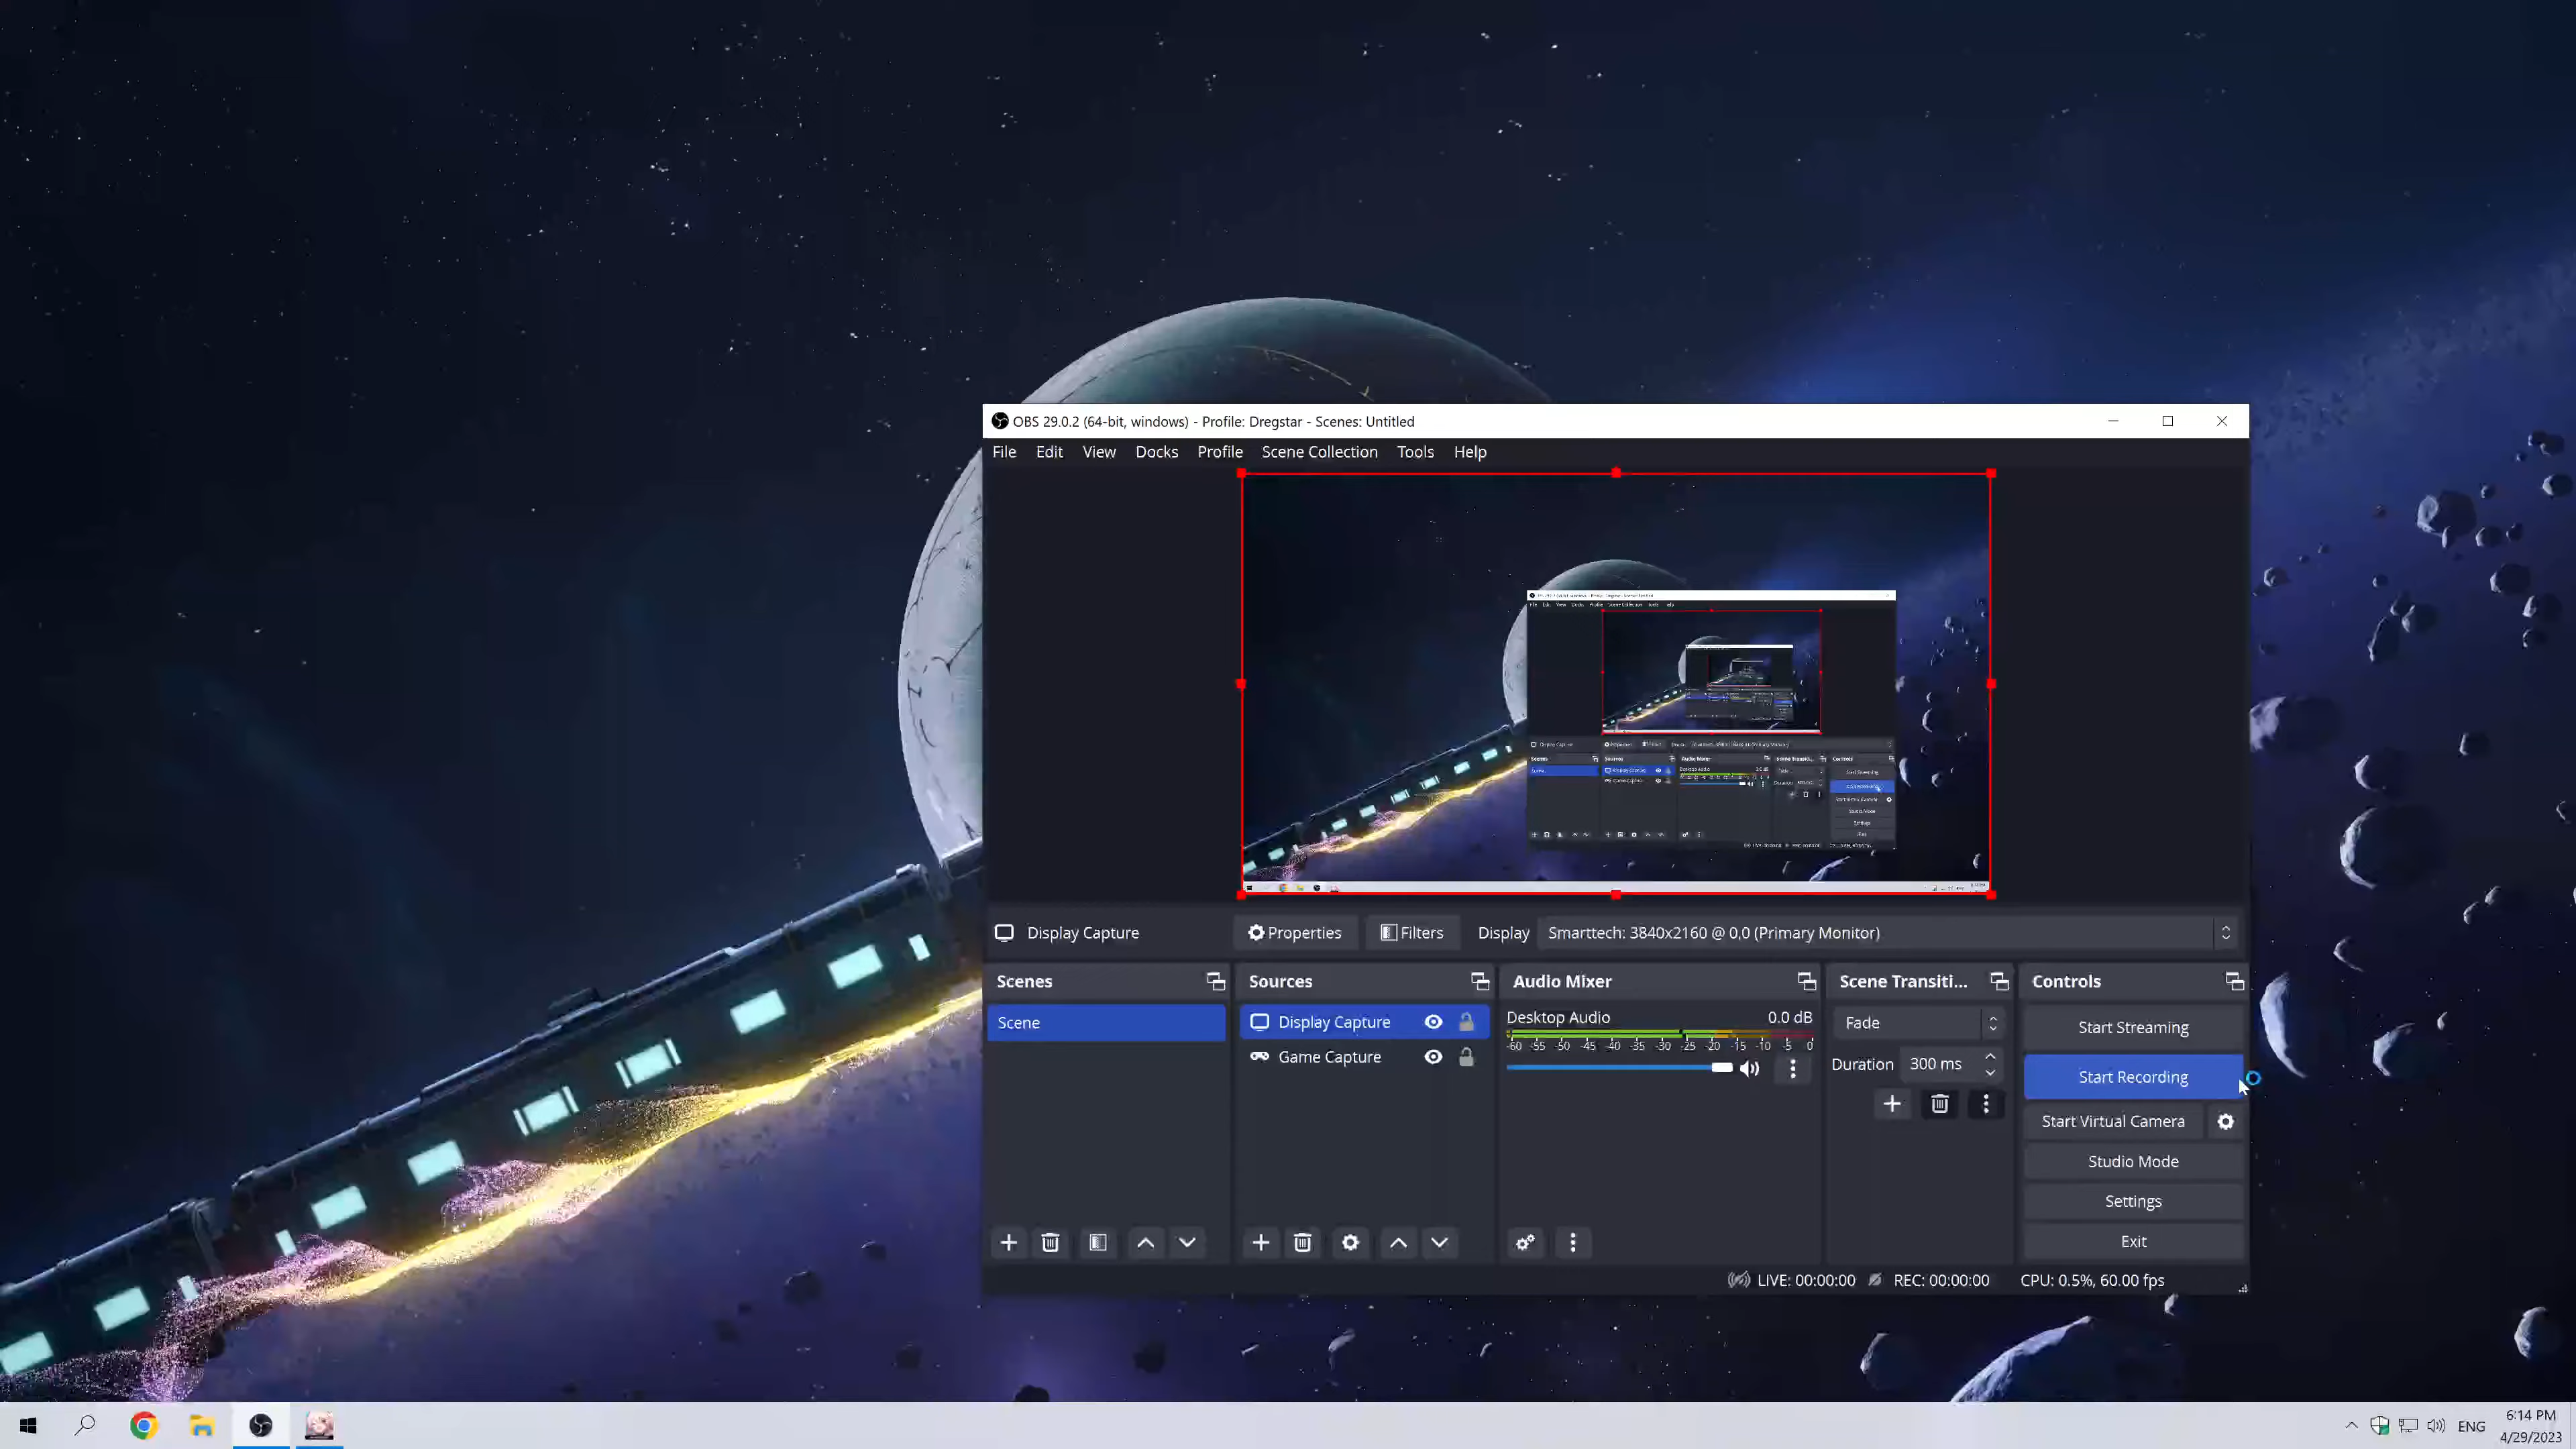 OBS 29.0.2 (64-bit, windows) - Profile: Dregstar - Scenes: Untitled
File Edit View Docks Profile Scene Collection Tools Help
Display Capture Properties Filters Display Smarttech: 3840x2160 @ 0,0 (Primary Monitor)
Scenes Sources Audio Mixer Scene Transiti... Controls
Scene
Display Capture
Game Capture
Desktop Audio 0.0 dB
-60 -55 -50 -45 -40 -35 -30 -25 -20 -15 -10 -5 0
Fade
Duration 300 ms
Start Streaming
Start Recording
Start Virtual Camera
Studio Mode
Settings
Exit
LIVE: 00:00:00 REC: 00:00:00 CPU: 0.5%, 60.00 fps
ENG
6:14 PM
4/29/2023